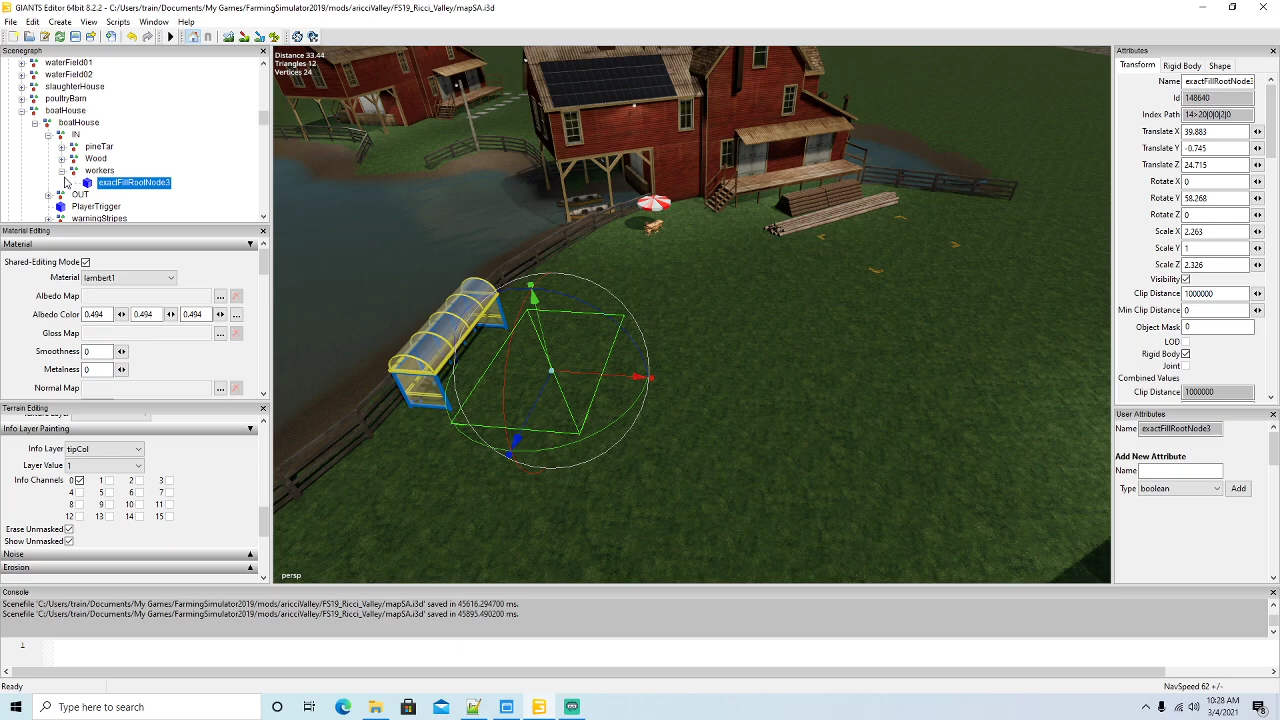 GIANTS Editor 64bit 8.2.2 - C:/Users/train/Documents/My Games/FarmingSimulator2019/mods/aricciValley/FS19_Ricci_Valley/mapSA.i3d*
File Edit Create View Scripts Window Help
Scenegraph
waterField01
waterField02
slaughterHouse
poultryBarn
boatHouse
boatHouse
IN
pineTar
Wood
workers
exactFillRootNode3
OUT
PlayerTrigger
warningStripes
Material Editing
Material
Shared-Editing Mode
Material lambert1
Albedo Map
Albedo Color 0.494 0.494 0.494
Gloss Map
Smoothness 0
Metalness 0
Normal Map
Terrain Editing
Info Layer Painting
Info Layer tipCol
Layer Value 1
Info Channels 0 1 2 3
4 5 6 7
8 9 10 11
12 13 14 15
Erase Unmasked
Show Unmasked
Noise
Erosion
Distance 33.44
Triangles 12
Vertices 24
persp
Attributes
Transform Rigid Body Shape
Name exactFillRootNode3
Id 148640
Index Path 14>20|0|0|2|0
Translate X 39.883
Translate Y -0.745
Translate Z 24.715
Rotate X 0
Rotate Y 58.268
Rotate Z 0
Scale X 2.263
Scale Y 1
Scale Z 2.326
Visibility
Clip Distance 1000000
Min Clip Distance 0
Object Mask 0
LOD
Rigid Body
Joint
Combined Values
Clip Distance 1000000
User Attributes
Name exactFillRootNode3
Add New Attribute
Name
Type boolean Add
Console
Scenefile 'C:/Users/train/Documents/My Games/FarmingSimulator2019/mods/aricciValley/FS19_Ricci_Valley/mapSA.i3d' saved in 45616.294700 ms.
Scenefile 'C:/Users/train/Documents/My Games/FarmingSimulator2019/mods/aricciValley/FS19_Ricci_Valley/mapSA.i3d' saved in 45895.490200 ms.
1
Ready
NavSpeed 62 +/-
Type here to search
10:28 AM
3/4/2021